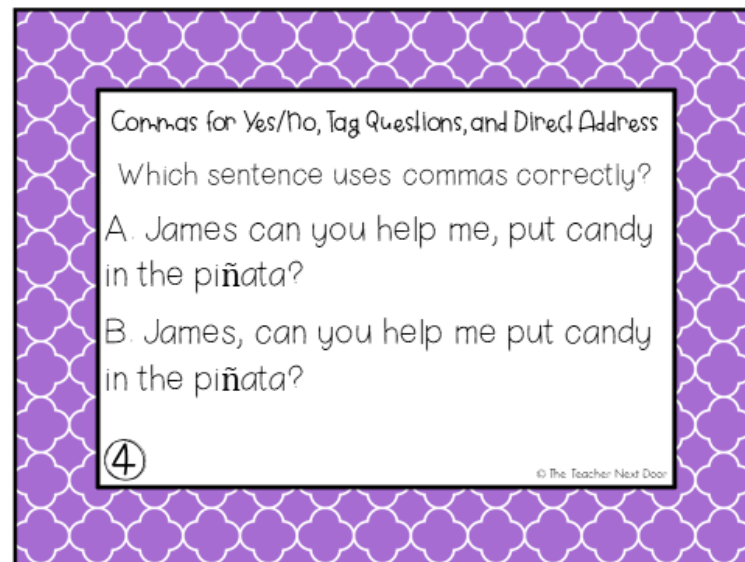 Commas for Yes/No, Tag Questions, and Direct Address
Which sentence uses commas correctly?
A. James can you help me, put candy
in the piñata?
B. James, can you help me put candy
in the piñata?
4
© The Teacher Next Door